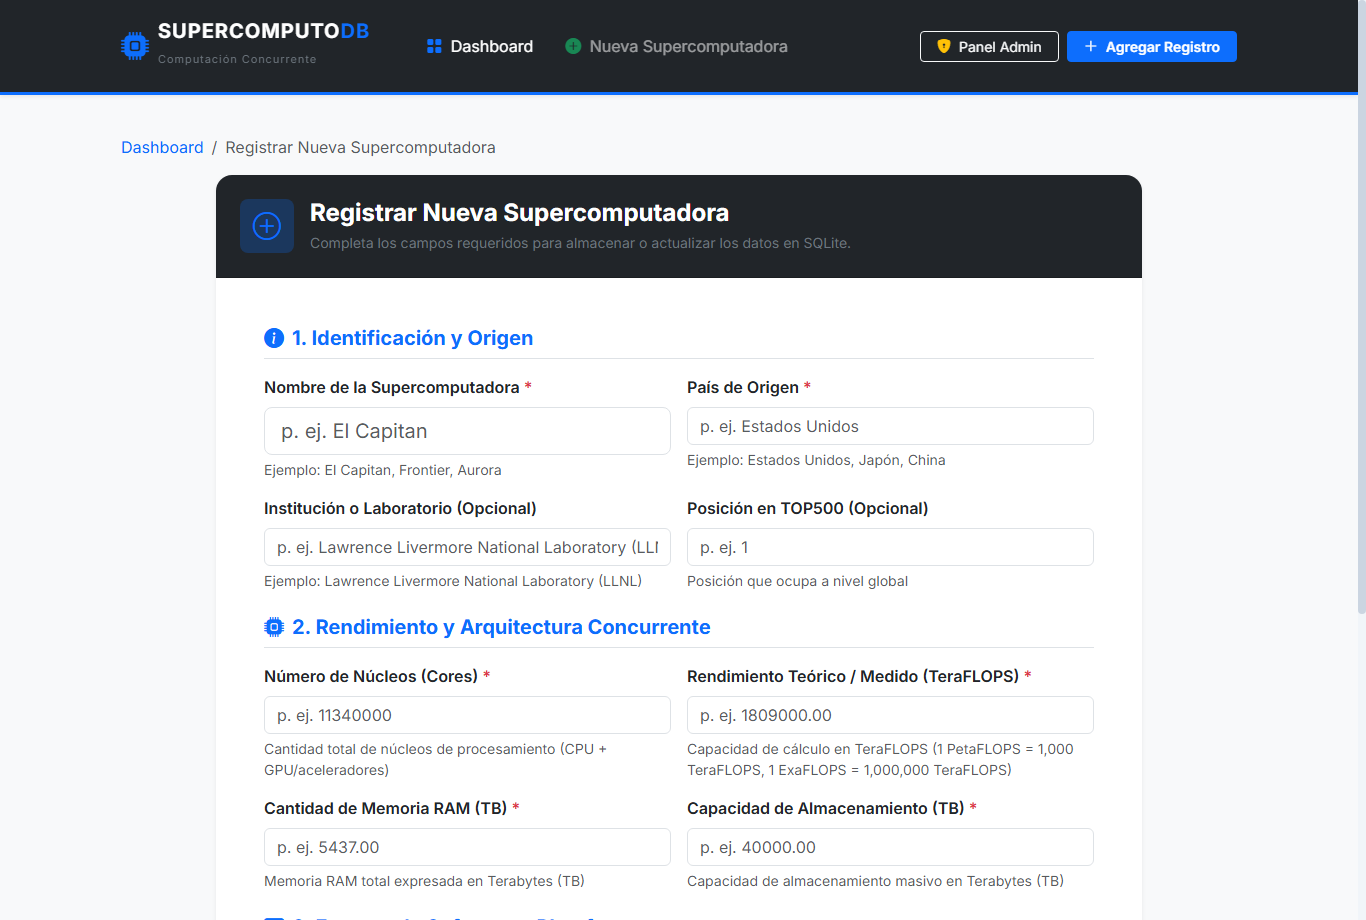 SUPERCOMPUTODB
Computación Concurrente
Dashboard
Nueva Supercomputadora
Panel Admin
Agregar Registro
Dashboard / Registrar Nueva Supercomputadora
Registrar Nueva Supercomputadora
Completa los campos requeridos para almacenar o actualizar los datos en SQLite.
1. Identificación y Origen
Nombre de la Supercomputadora *
p. ej. El Capitan
Ejemplo: El Capitan, Frontier, Aurora
País de Origen *
p. ej. Estados Unidos
Ejemplo: Estados Unidos, Japón, China
Institución o Laboratorio (Opcional)
p. ej. Lawrence Livermore National Laboratory (LLN
Ejemplo: Lawrence Livermore National Laboratory (LLNL)
Posición en TOP500 (Opcional)
p. ej. 1
Posición que ocupa a nivel global
2. Rendimiento y Arquitectura Concurrente
Número de Núcleos (Cores) *
p. ej. 11340000
Cantidad total de núcleos de procesamiento (CPU +
GPU/aceleradores)
Rendimiento Teórico / Medido (TeraFLOPS) *
p. ej. 1809000.00
Capacidad de cálculo en TeraFLOPS (1 PetaFLOPS = 1,000
TeraFLOPS, 1 ExaFLOPS = 1,000,000 TeraFLOPS)
Cantidad de Memoria RAM (TB) *
p. ej. 5437.00
Memoria RAM total expresada en Terabytes (TB)
Capacidad de Almacenamiento (TB) *
p. ej. 40000.00
Capacidad de almacenamiento masivo en Terabytes (TB)